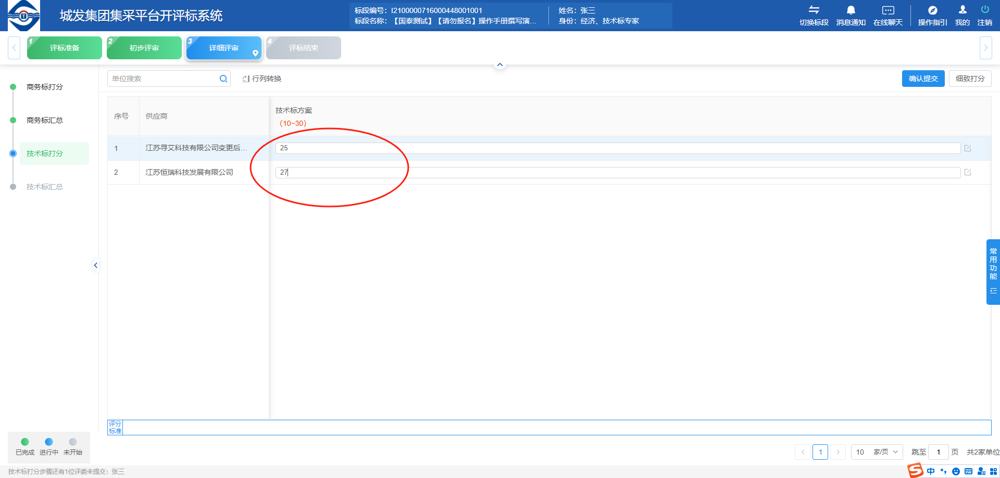 城发集团集采平台开评标系统
标段编号：I2100000716000448001001
标段名称：【国泰测试】【请勿报名】操作手册撰写演...
姓名：张三
身份：经济、技术标专家
切换标段
消息通知
在线聊天
操作指引
我的
注销
1 评标准备
2 初步评审
3 详细评审
4 评标结束
商务标打分
商务标汇总
技术标打分
技术标汇总
单位搜索
行列转换
确认提交
细致打分
序号 供应商 技术标方案
（10~30）
1 江苏寻艾科技有限公司变更后... 25
2 江苏恒瑞科技发展有限公司 27
常用功能
评分
标准
已完成 进行中 未开始
1 10 家/页 跳至 1 页 共2家单位
技术标打分步骤还有1位评委未提交：张三
S 中